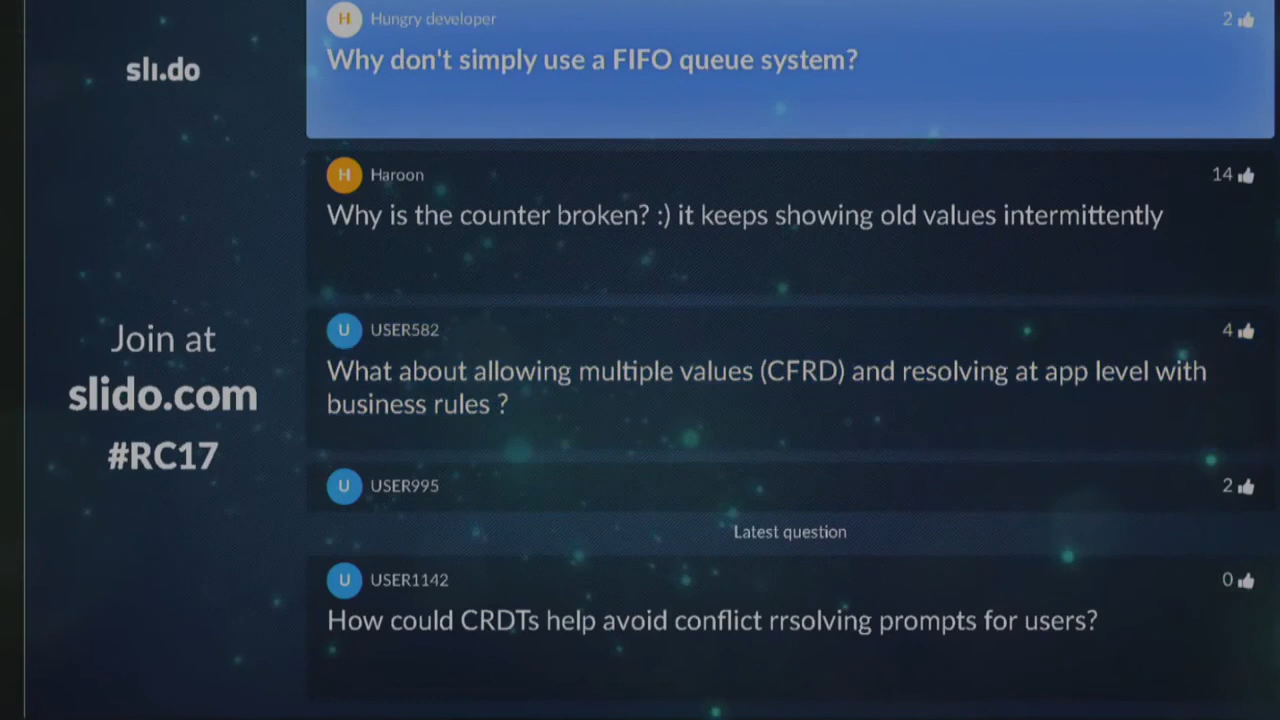 sli.do
Join at
slido.com
#RC17
H Hungry developer 2
Why don't simply use a FIFO queue system?
H Haroon 14
Why is the counter broken? :) it keeps showing old values intermittently
U USER582 4
What about allowing multiple values (CFRD) and resolving at app level with
business rules ?
U USER995 2
Latest question
U USER1142 0
How could CRDTs help avoid conflict rrsolving prompts for users?